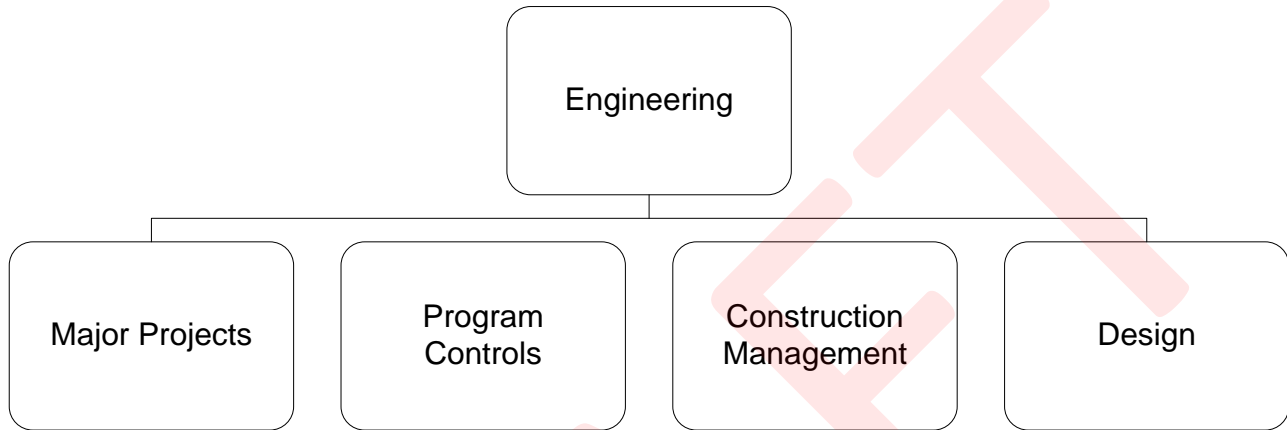 Engineering
Major Projects
Program
Controls
Construction
Management
Design